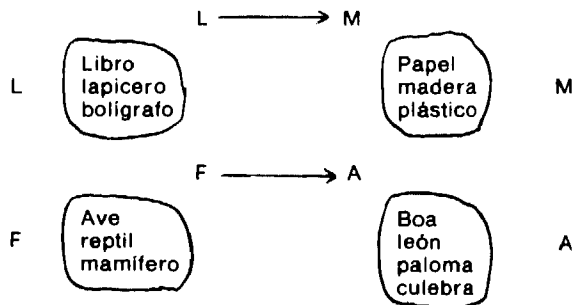 L → M
L
Libro
lapicero
bolígrafo
Papel
madera
plástico
M
F → A
F
Ave
reptil
mamífero
Boa
león
paloma
culebra
A